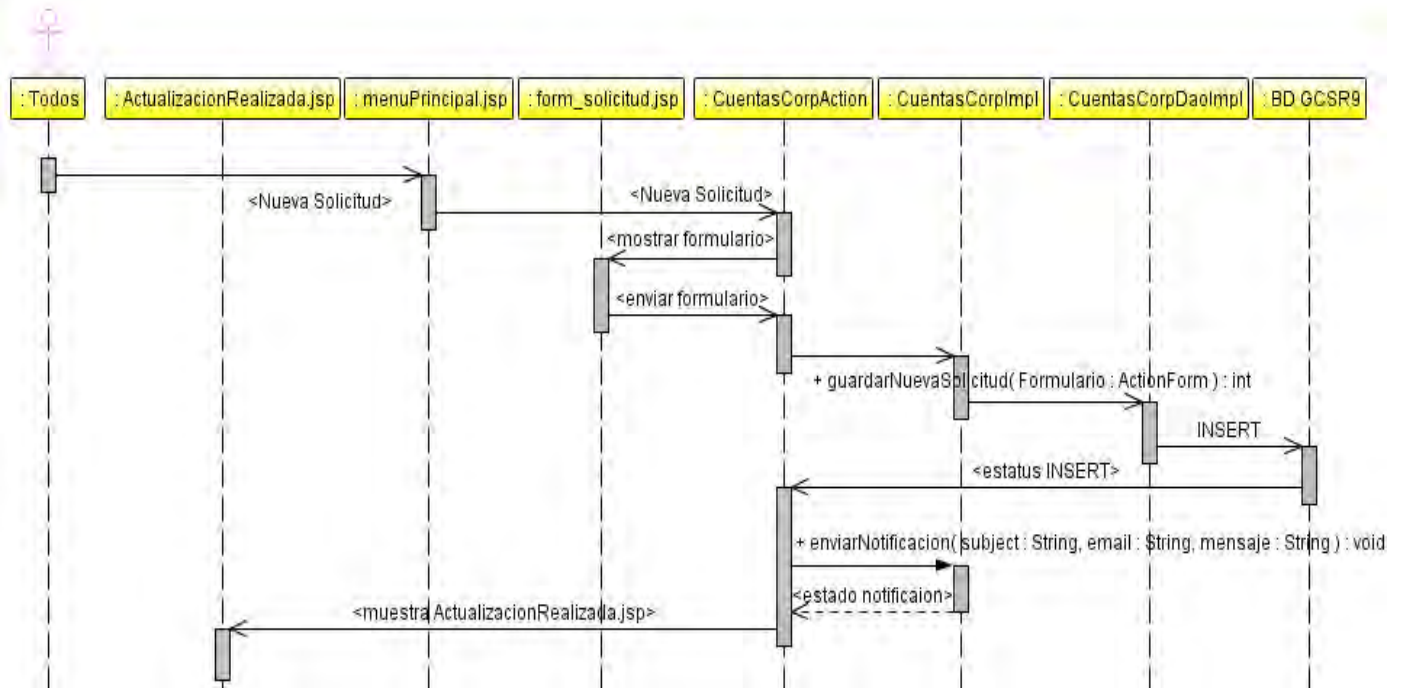 : Todos
: ActualizacionRealizada.jsp
: menuPrincipal.jsp
: form_solicitud.jsp
: CuentasCorpAction
: CuentasCorpImpl
: CuentasCorpDaoImpl
: BD GCSR9
<Nueva Solicitud>
<Nueva Solicitud>
<mostrar formulario>
<enviar formulario>
+ guardarNuevaSolicitud( Formulario : ActionForm ) : int
INSERT
<estatus INSERT>
+ enviarNotificacion( subject : String, email : String, mensaje : String ) : void
<estado notificaion>
<muestra ActualizacionRealizada.jsp>